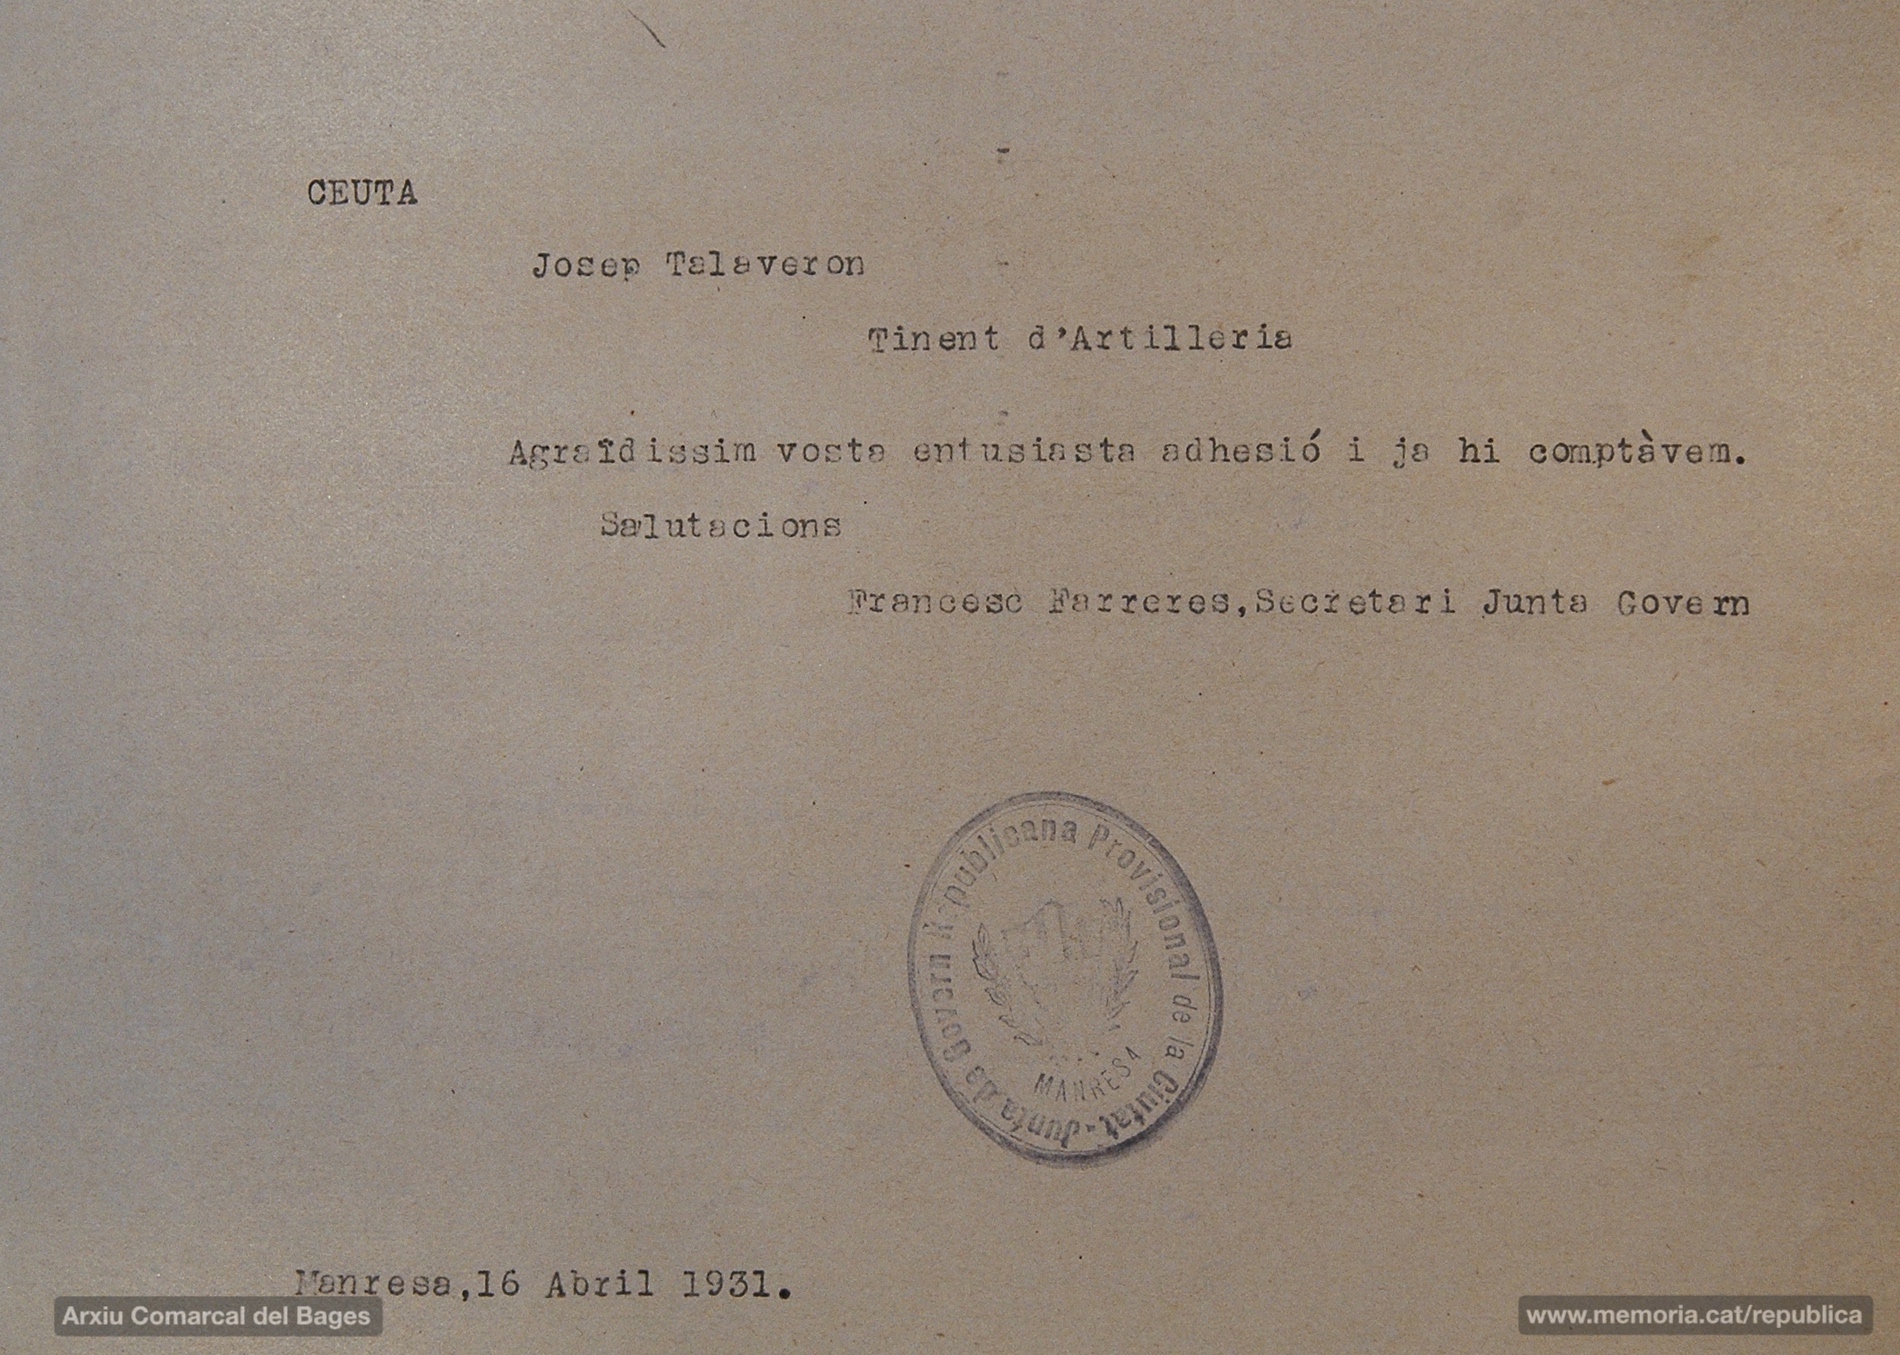 CEUTA
Josep Talaveron
Tinent d'Artilleria
Agraïdissim vosta entusiasta adhesió i ja hi comptàvem.
Salutacions
Francesc Farreres,Secretari Junta Govern
Junta de Govern Republicana Provisional de la Ciutat -
MANRESA
Manresa,16 Abril 1931.
Arxiu Comarcal del Bages
www.memoria.cat/republica